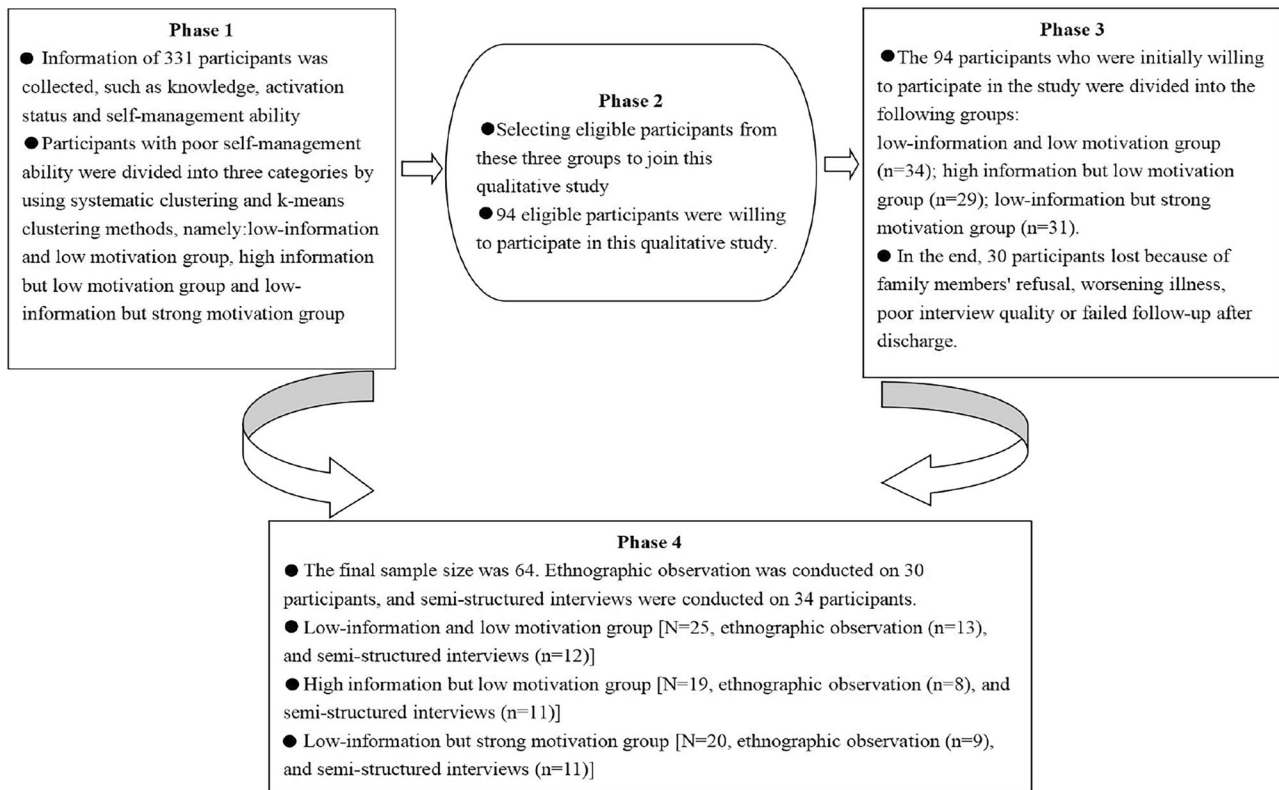 Phase 1
● Information of 331 participants was
collected, such as knowledge, activation
status and self-management ability
● Participants with poor self-management
ability were divided into three categories by
using systematic clustering and k-means
clustering methods, namely:low-information
and low motivation group, high information
but low motivation group and low-
information but strong motivation group
Phase 2
●Selecting eligible participants from
these three groups to join this
qualitative study
● 94 eligible participants were willing
to participate in this qualitative study.
Phase 3
●The 94 participants who were initially willing
to participate in the study were divided into the
following groups:
low-information and low motivation group
(n=34); high information but low motivation
group (n=29); low-information but strong
motivation group (n=31).
● In the end, 30 participants lost because of
family members' refusal, worsening illness,
poor interview quality or failed follow-up after
discharge.
Phase 4
● The final sample size was 64. Ethnographic observation was conducted on 30
participants, and semi-structured interviews were conducted on 34 participants.
● Low-information and low motivation group [N=25, ethnographic observation (n=13),
and semi-structured interviews (n=12)]
● High information but low motivation group [N=19, ethnographic observation (n=8), and
semi-structured interviews (n=11)]
● Low-information but strong motivation group [N=20, ethnographic observation (n=9),
and semi-structured interviews (n=11)]